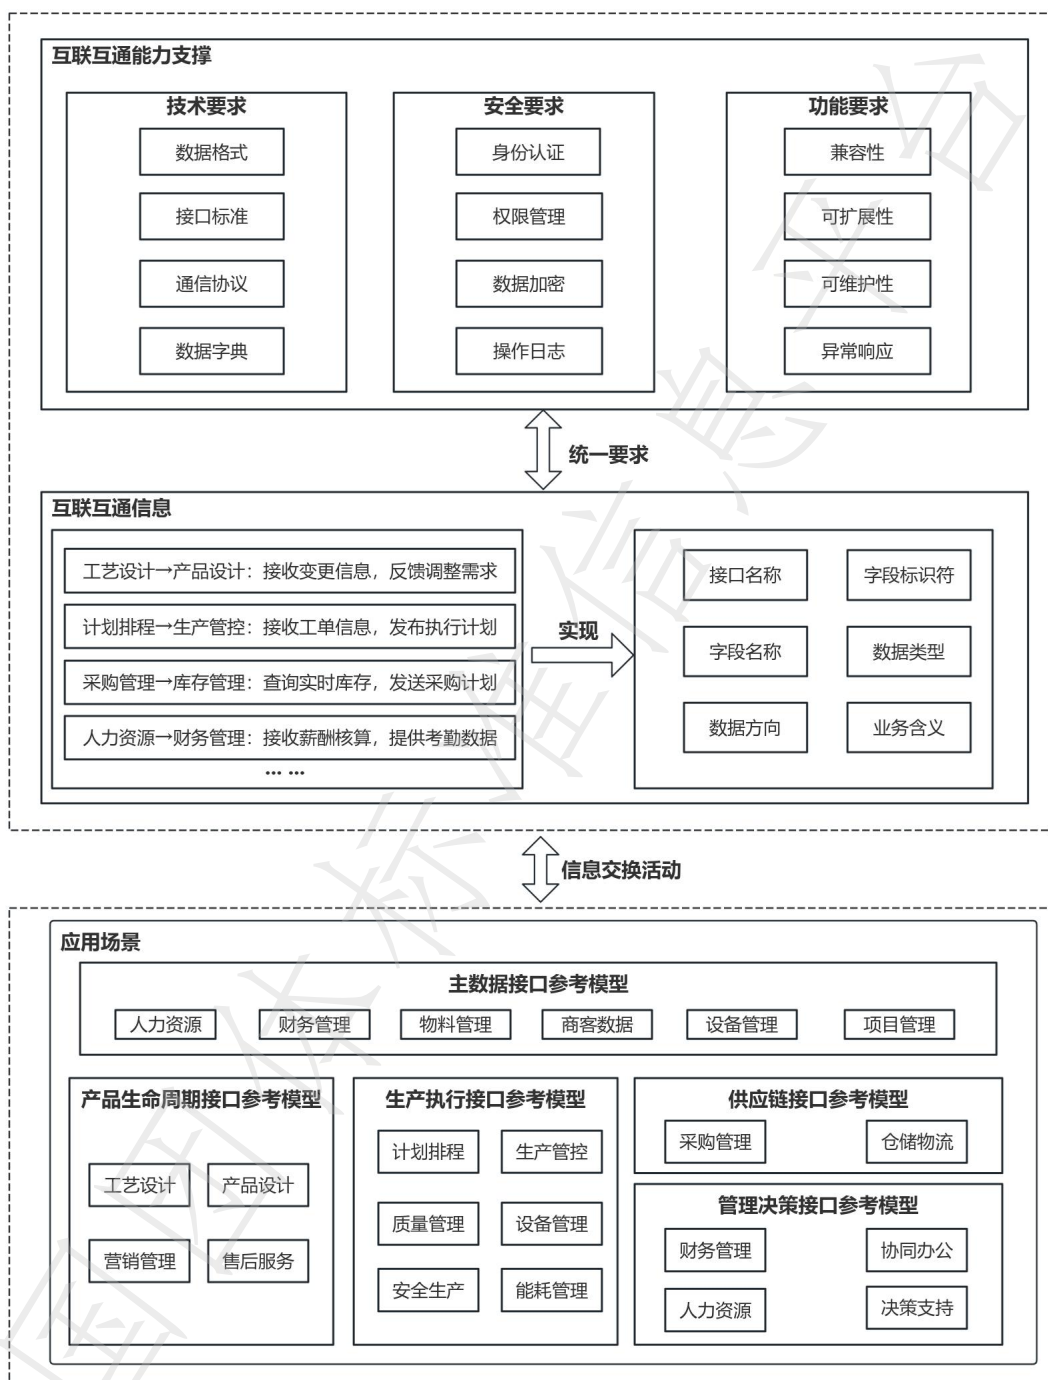 互联互通能力支撑
技术要求
数据格式
接口标准
通信协议
数据字典
安全要求
身份认证
权限管理
数据加密
操作日志
功能要求
兼容性
可扩展性
可维护性
异常响应
统一要求
互联互通信息
工艺设计→产品设计：接收变更信息，反馈调整需求
计划排程→生产管控：接收工单信息，发布执行计划
采购管理→库存管理：查询实时库存，发送采购计划
人力资源→财务管理：接收薪酬核算，提供考勤数据
... ...
实现
接口名称
字段标识符
字段名称
数据类型
数据方向
业务含义
信息交换活动
应用场景
主数据接口参考模型
人力资源
财务管理
物料管理
商客数据
设备管理
项目管理
产品生命周期接口参考模型
工艺设计
产品设计
营销管理
售后服务
生产执行接口参考模型
计划排程
生产管控
质量管理
设备管理
安全生产
能耗管理
供应链接口参考模型
采购管理
仓储物流
管理决策接口参考模型
财务管理
协同办公
人力资源
决策支持
国团体标准信息平台